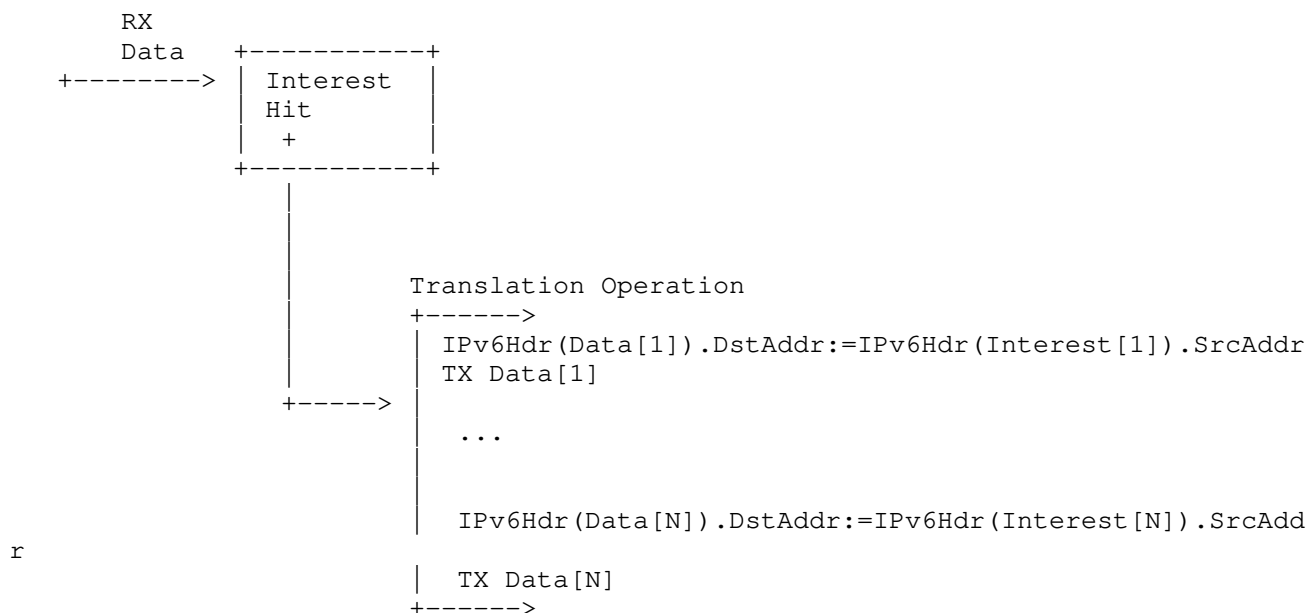 RX
Data
Interest
Hit
+
Translation Operation
IPv6Hdr(Data[1]).DstAddr:=IPv6Hdr(Interest[1]).SrcAddr
TX Data[1]
...
IPv6Hdr(Data[N]).DstAddr:=IPv6Hdr(Interest[N]).SrcAdd
r
TX Data[N]